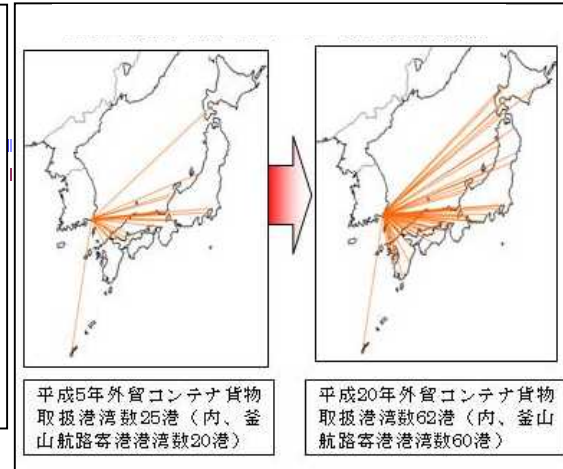 平成5年外留コンテナ貨物
取扱港湾数25港（内、釜
山航路寄港港湾数20港）
平成20年外留コンテナ貨物
取扱港湾数62港（内、釜山
航路寄港港湾数60港）